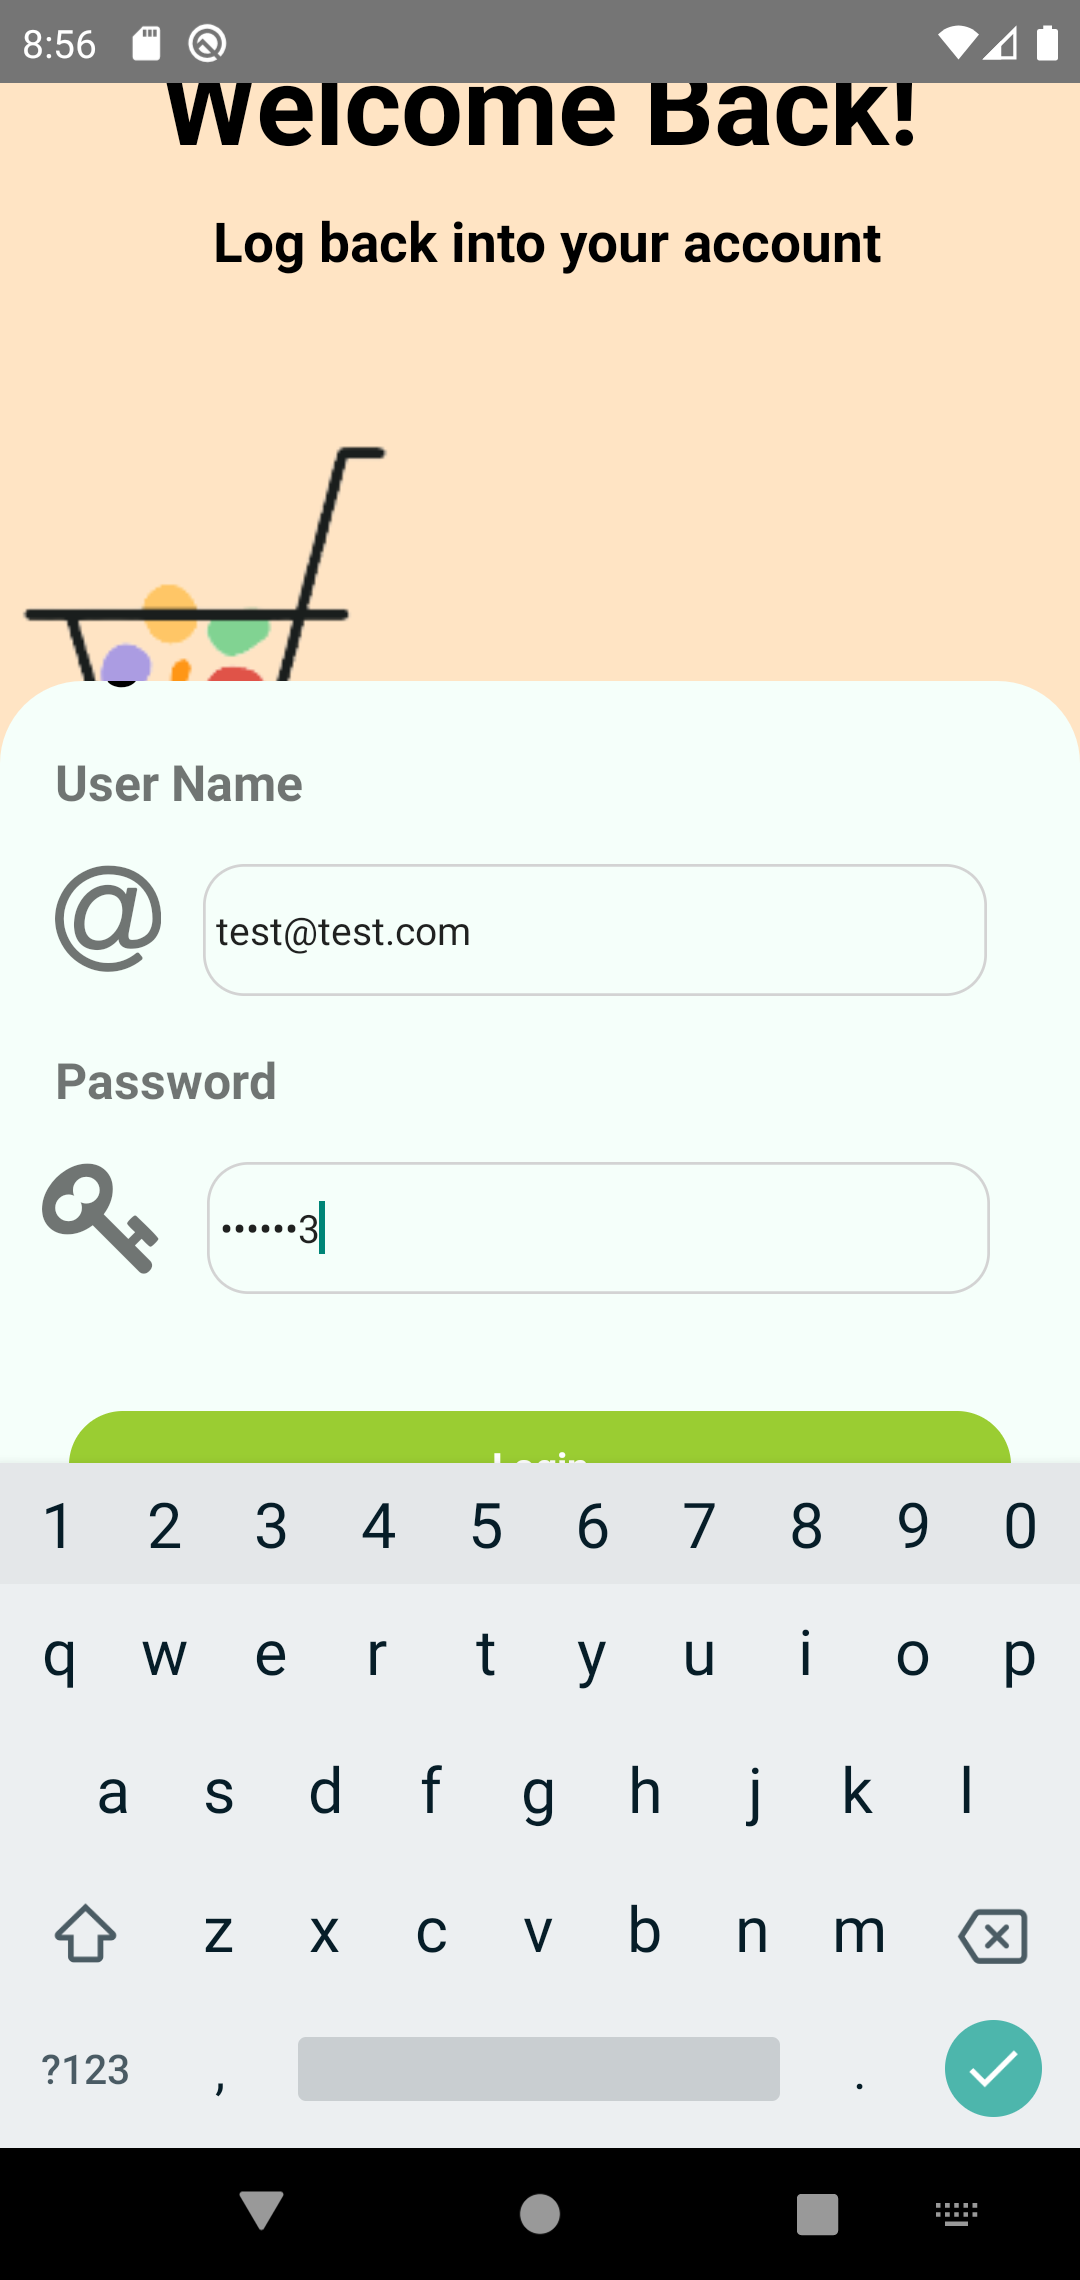 8:56
Welcome Back!
Log back into your account
User Name
@
test@test.com
Password
••••••3
Login
1 2 3 4 5 6 7 8 9 0
q w e r t y u i o p
a s d f g h j k l
z x c v b n m
?123 , .